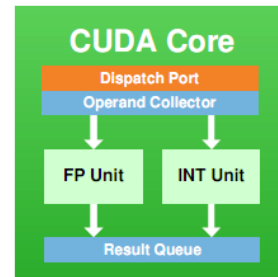 CUDA Core
Dispatch Port
Operand Collector
FP Unit
INT Unit
Result Queue